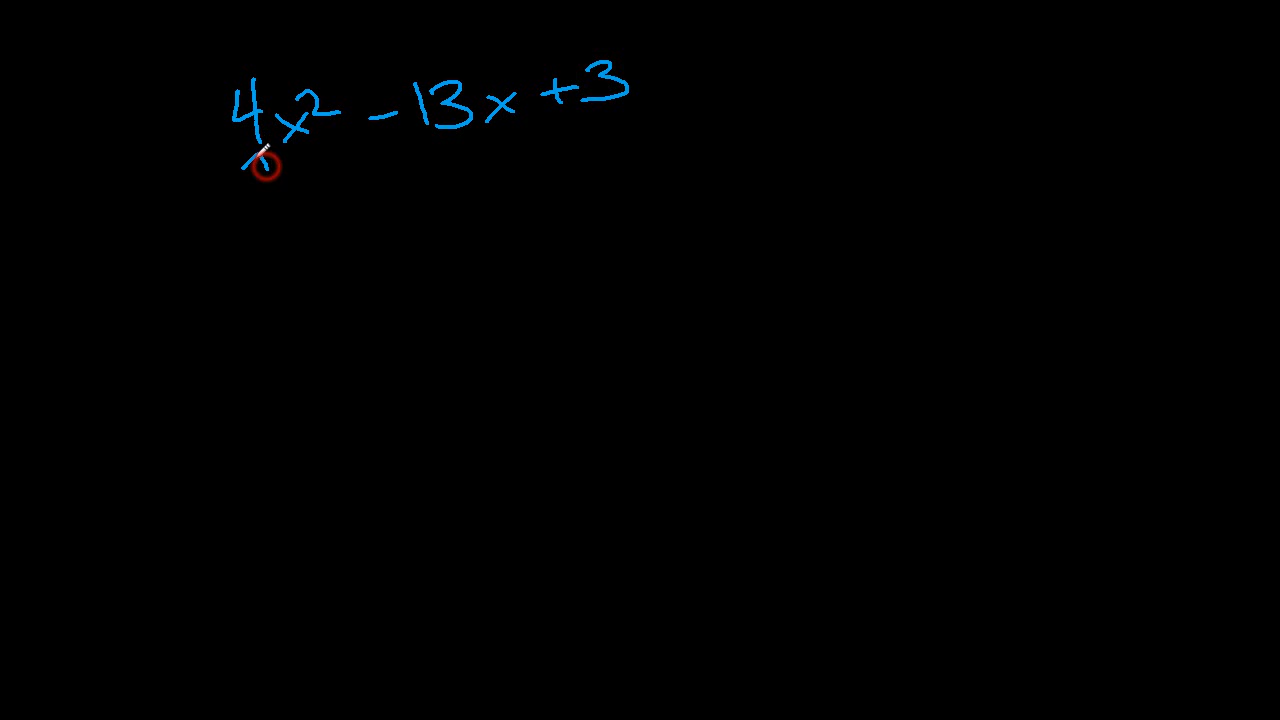 4x² - 13x + 3